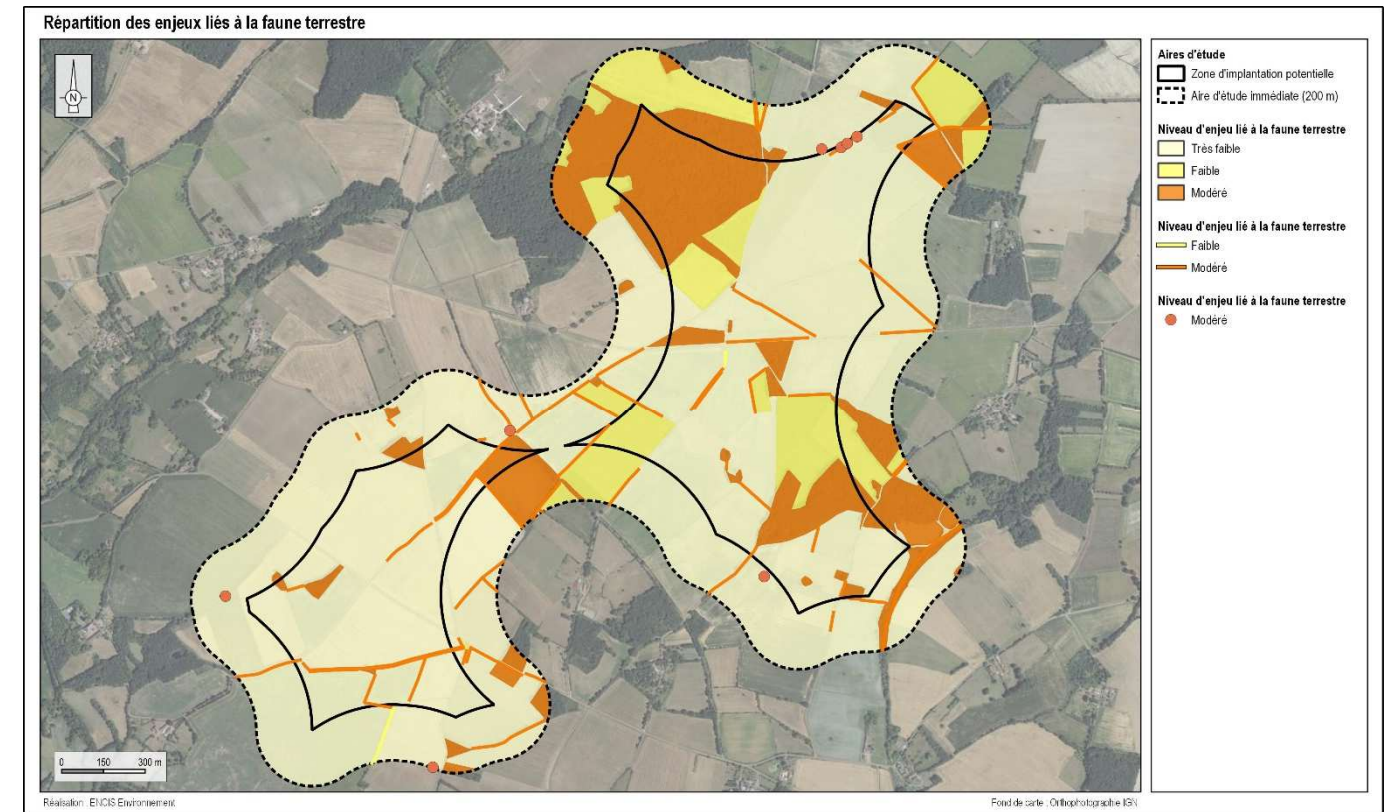 Répartition des enjeux liés à la faune terrestre
N
Aires d'étude
Zone d'implantation potentielle
Aire d'étude immédiate (200 m)
Niveau d'enjeu lié à la faune terrestre
Très faible
Faible
Modéré
Niveau d'enjeu lié à la faune terrestre
Faible
Modéré
Niveau d'enjeu lié à la faune terrestre
Modéré
0 150 300 m
Réalisation : ENCIS Environnement
Fond de carte : Orthophotographie IGN